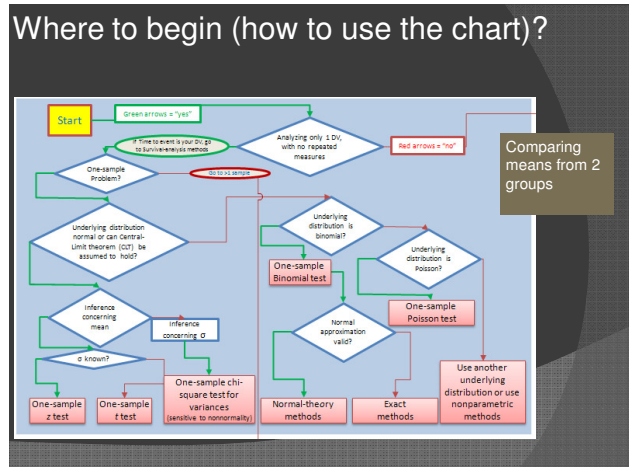 Where to begin (how to use the chart)?
Start
Green arrows = "yes"
Analyzing only 1 DV,
with no repeated
measures
Red arrows = "no"
If Time to event is your DV, go
to Survival-analysis methods
Comparing
means from 2
groups
One-sample
Problem?
Go to >1 sample
Underlying distribution
normal or can Central-
Limit theorem (CLT) be
assumed to hold?
Underlying
distribution is
binomial?
Underlying
distribution is
Poisson?
One-sample
Binomial test
One-sample
Poisson test
Inference
concerning
mean
Inference
concerning σ
Normal
approximation
valid?
σ known?
One-sample
z test
One-sample
t test
One-sample chi-
square test for
variances
(sensitive to nonnormality)
Normal-theory
methods
Exact
methods
Use another
underlying
distribution or use
nonparametric
methods